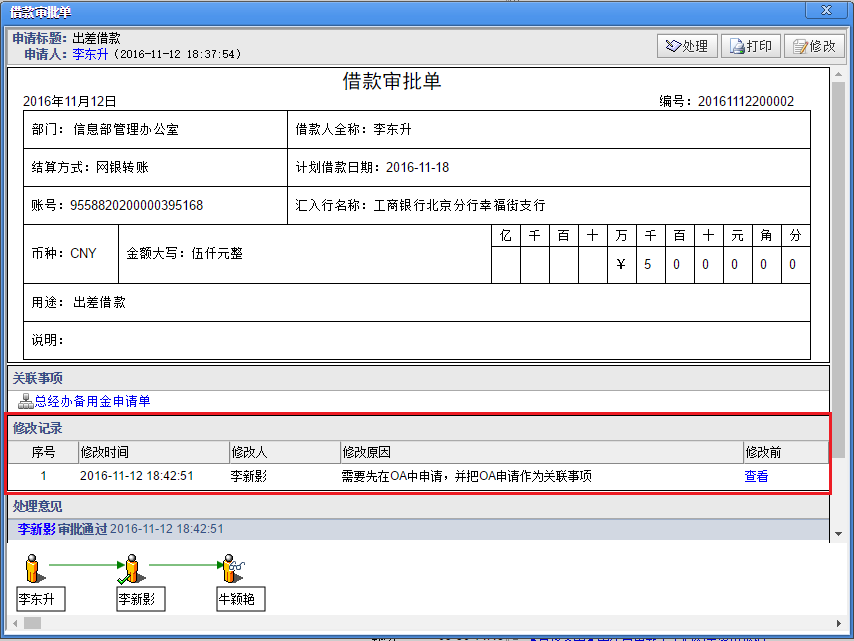 借款审批单
申请标题：出差借款
申请人：李东升（2016-11-12 18:37:54）
处理 打印 修改
借款审批单
2016年11月12日 编号：20161112200002
部门：信息部管理办公室 借款人全称：李东升
结算方式：网银转账 计划借款日期：2016-11-18
账号：9558820200000395168 汇入行名称：工商银行北京分行幸福街支行
币种：CNY 金额大写：伍仟元整
亿 千 百 十 万 千 百 十 元 角 分
¥ 5 0 0 0 0 0
用途：出差借款
说明：
关联事项
总经办备用金申请单
修改记录
序号 修改时间 修改人 修改原因 修改前
1 2016-11-12 18:42:51 李新影 需要先在OA中申请，并把OA申请作为关联事项 查看
处理意见
李新影 审批通过 2016-11-12 18:42:51
李东升 李新影 牛颖艳